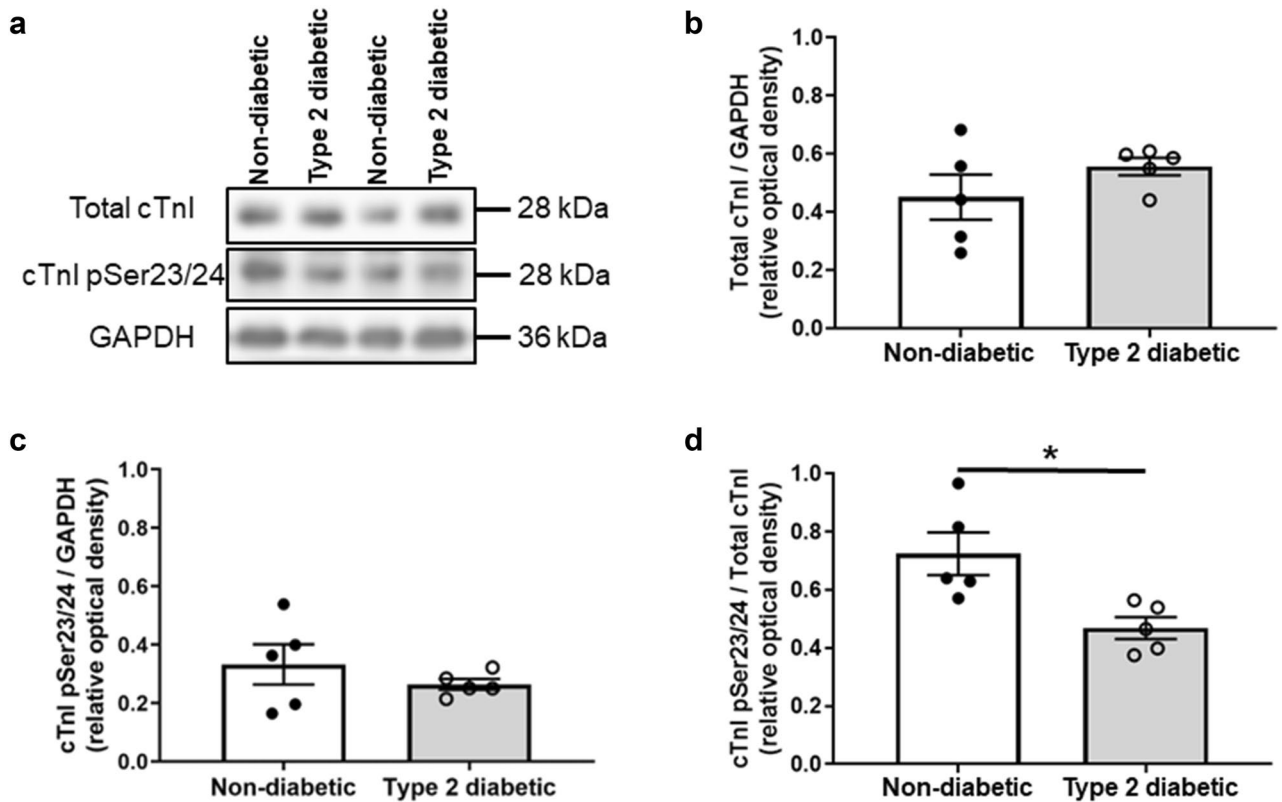 a
Non-diabetic
Type 2 diabetic
Non-diabetic
Type 2 diabetic
Total cTnI
28 kDa
cTnI pSer23/24
28 kDa
GAPDH
36 kDa
b
Total cTnI / GAPDH
(relative optical density)
1.0
0.8
0.6
0.4
0.2
0.0
Non-diabetic
Type 2 diabetic
c
cTnI pSer23/24 / GAPDH
(relative optical density)
1.0
0.8
0.6
0.4
0.2
0.0
Non-diabetic
Type 2 diabetic
d
cTnI pSer23/24 / Total cTnI
(relative optical density)
1.0
0.8
0.6
0.4
0.2
0.0
*
Non-diabetic
Type 2 diabetic